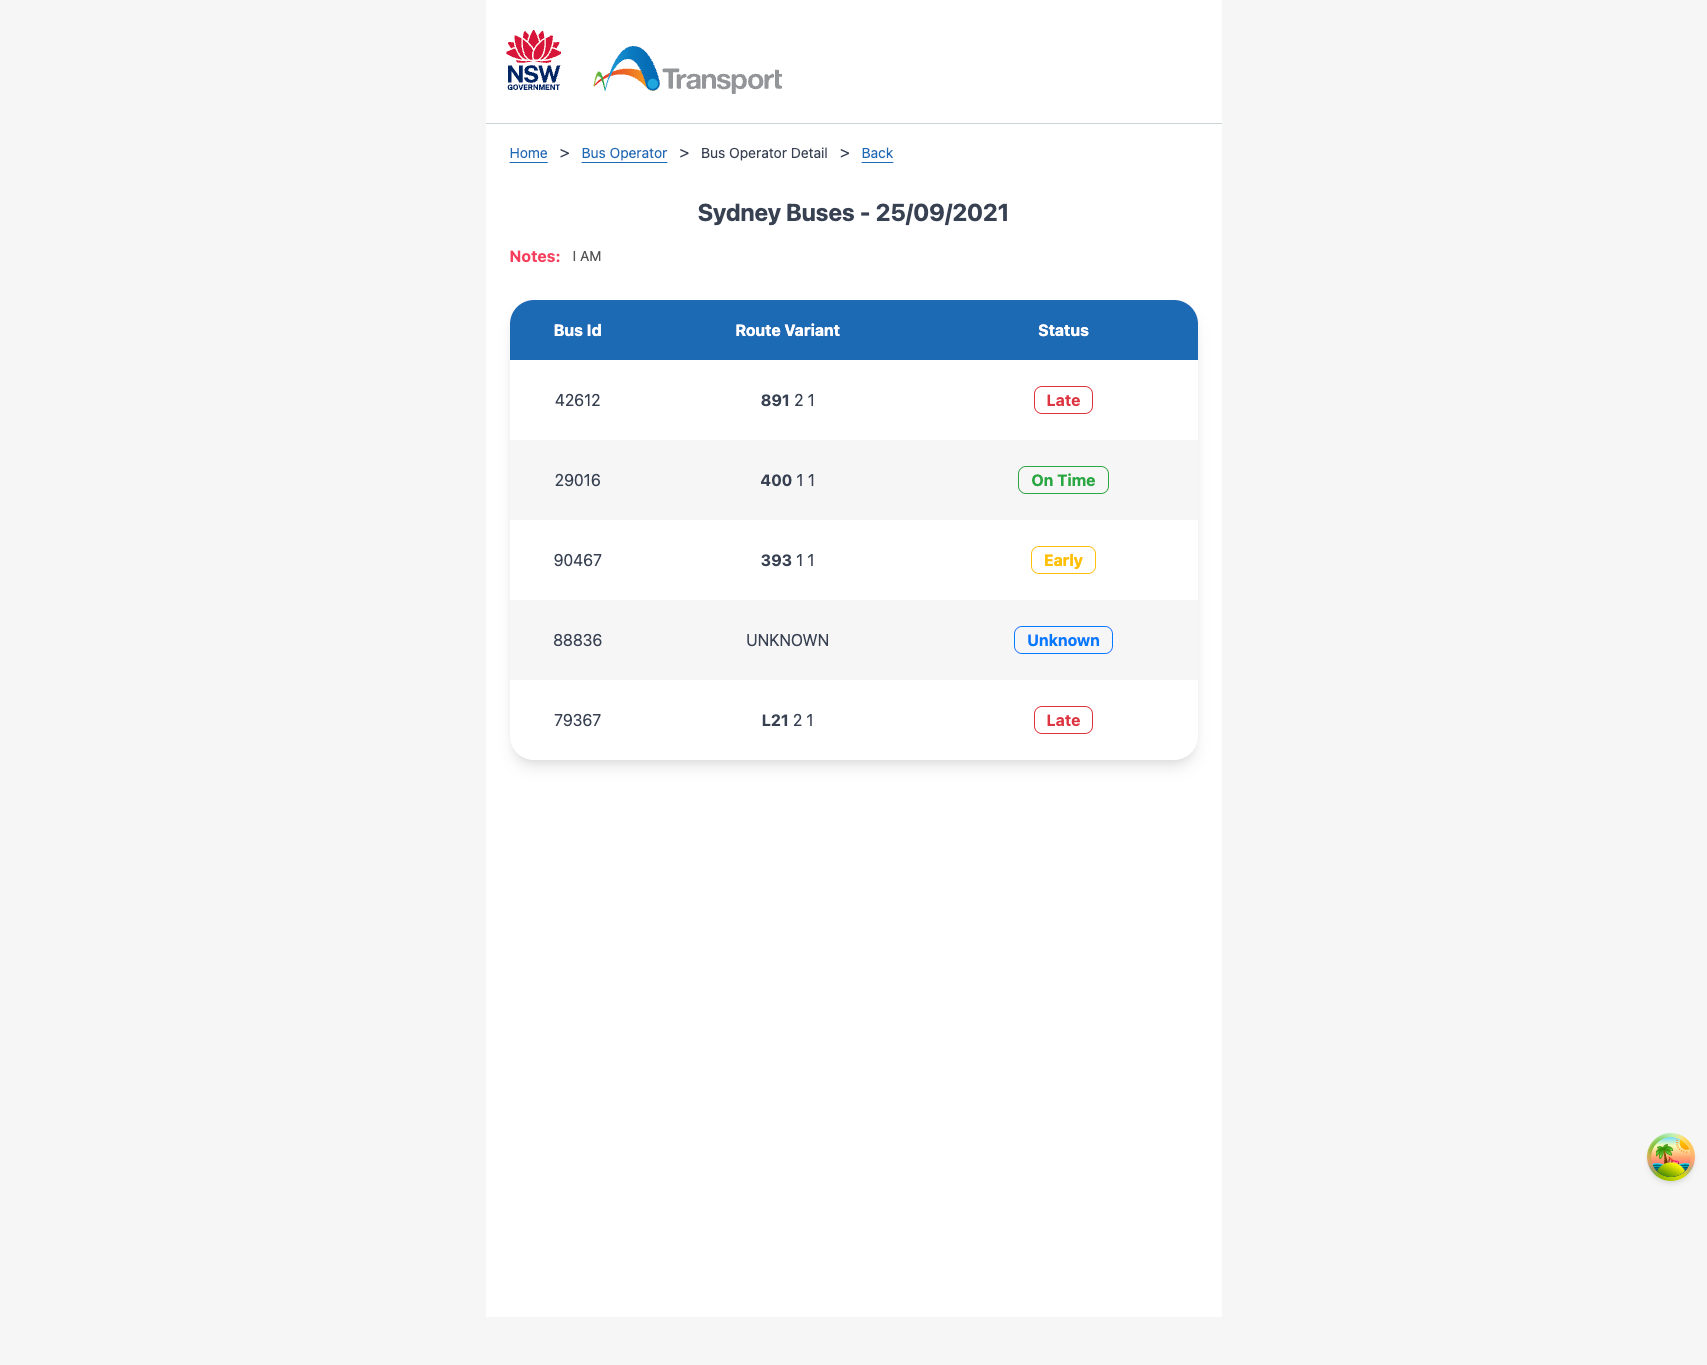 NSW
GOVERNMENT
Transport
Home > Bus Operator > Bus Operator Detail > Back
Sydney Buses - 25/09/2021
Notes: I AM
Bus Id Route Variant Status
42612 891 2 1 Late
29016 400 1 1 On Time
90467 393 1 1 Early
88836 UNKNOWN Unknown
79367 L21 2 1 Late